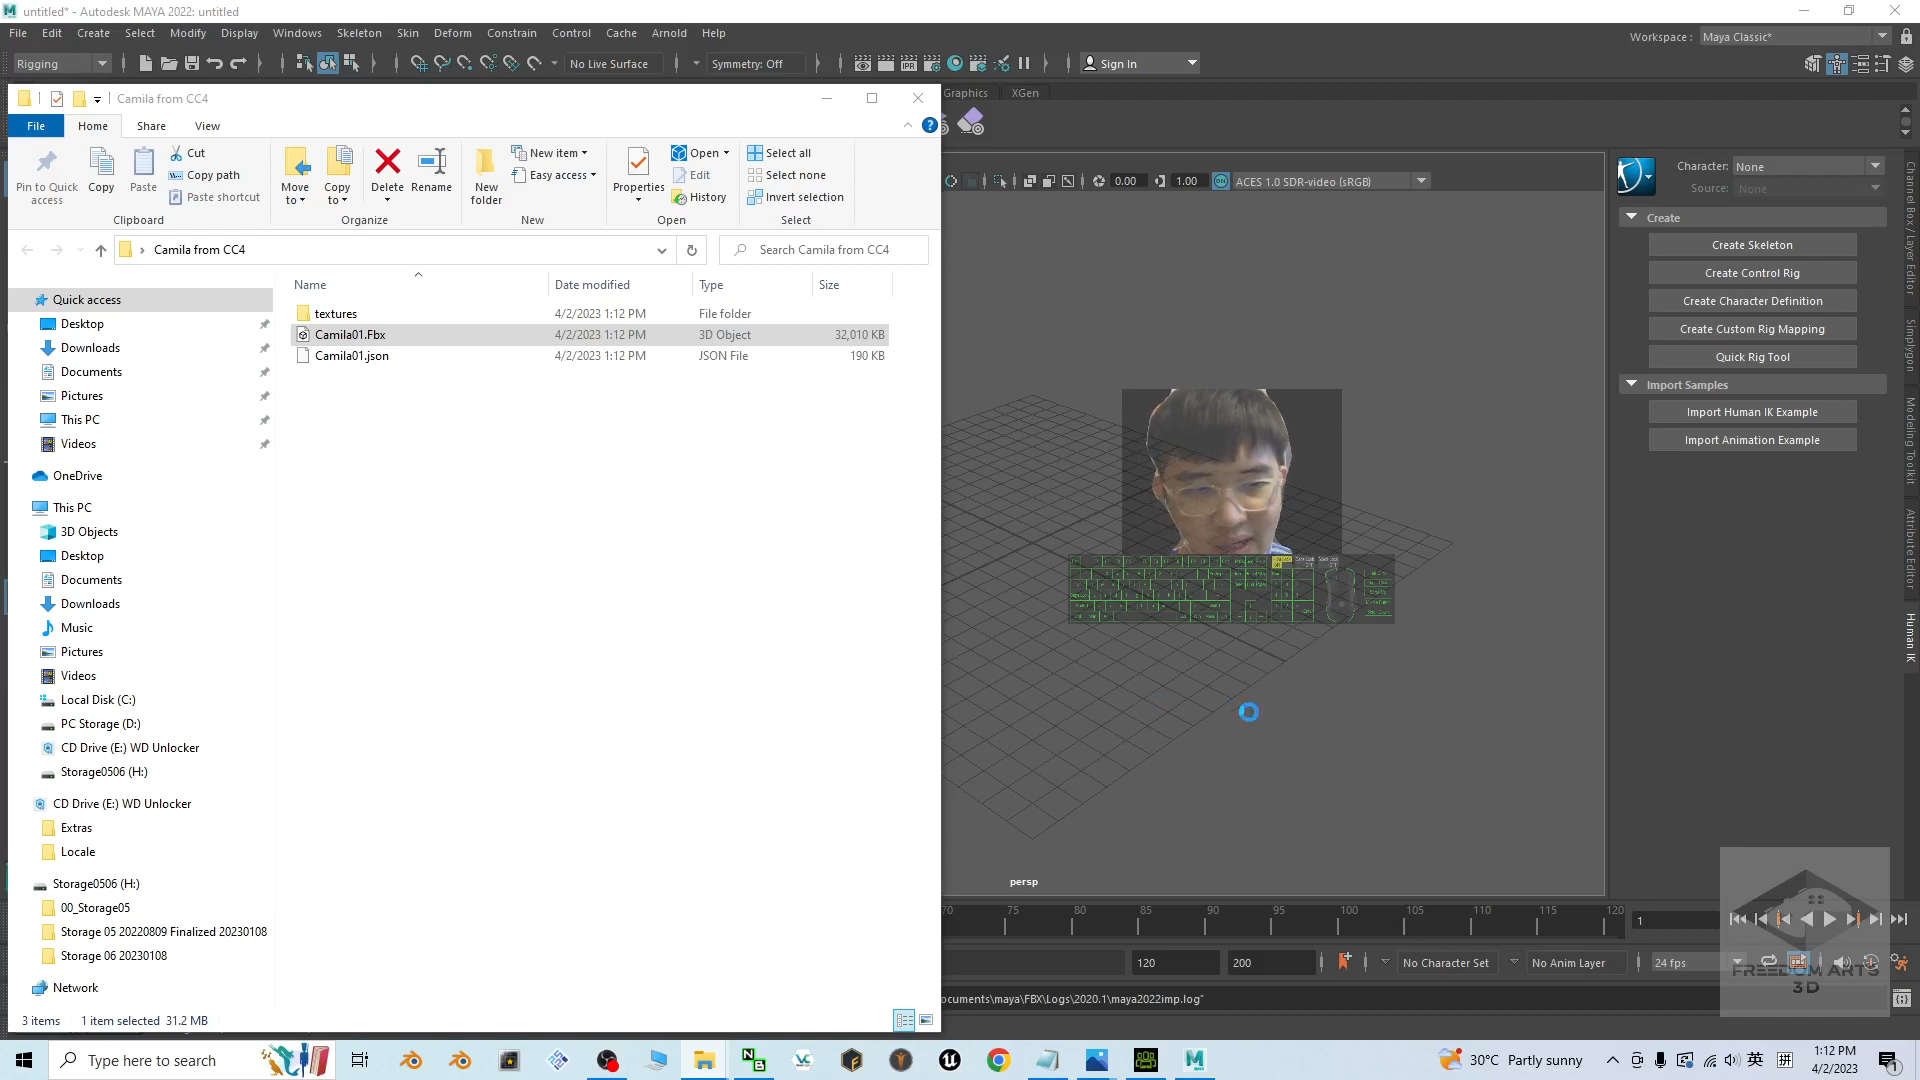 untitled* - Autodesk MAYA 2022: untitled
File Edit Create Select Modify Display Windows Skeleton Skin Deform Constrain Control Cache Arnold Help
Workspace : Maya Classic*
Rigging
No Live Surface
Symmetry: Off
Sign In
Camila from CC4
Graphics XGen
File Home Share View
Pin to Quick access
Copy
Paste
Cut
Copy path
Paste shortcut
Clipboard
Move to
Copy to
Delete
Rename
Organize
New folder
New item
Easy access
New
Properties
Open
Edit
History
Open
Select all
Select none
Invert selection
Select
0.00
1.00
ACES 1.0 SDR-video (sRGB)
Character: None
Source: None
Camila from CC4
Search Camila from CC4
Create
Create Skeleton
Create Control Rig
Create Character Definition
Create Custom Rig Mapping
Quick Rig Tool
Import Samples
Import Human IK Example
Import Animation Example
Channel Box / Layer Editor
Simplygon
Modeling Toolkit
Attribute Editor
Human IK
Name Date modified Type Size
textures 4/2/2023 1:12 PM File folder
Camila01.Fbx 4/2/2023 1:12 PM 3D Object 32,010 KB
Camila01.json 4/2/2023 1:12 PM JSON File 190 KB
Quick access
Desktop
Downloads
Documents
Pictures
This PC
Videos
OneDrive
This PC
3D Objects
Desktop
Documents
Downloads
Music
Pictures
Videos
Local Disk (C:)
PC Storage (D:)
CD Drive (E:) WD Unlocker
Storage0506 (H:)
CD Drive (E:) WD Unlocker
Extras
Locale
Storage0506 (H:)
00_Storage05
Storage 05 20220809 Finalized 20230108
Storage 06 20230108
Network
3 items 1 item selected 31.2 MB
persp
70 75 80 85 90 95 100 105 110 115 120
1
120
200
No Character Set
No Anim Layer
24 fps
FREEDOM ARTS
3D
ocuments\maya\FBX\Logs\2020.1\maya2022imp.log"
Type here to search
30°C Partly sunny
英
拼
1:12 PM
4/2/2023
1